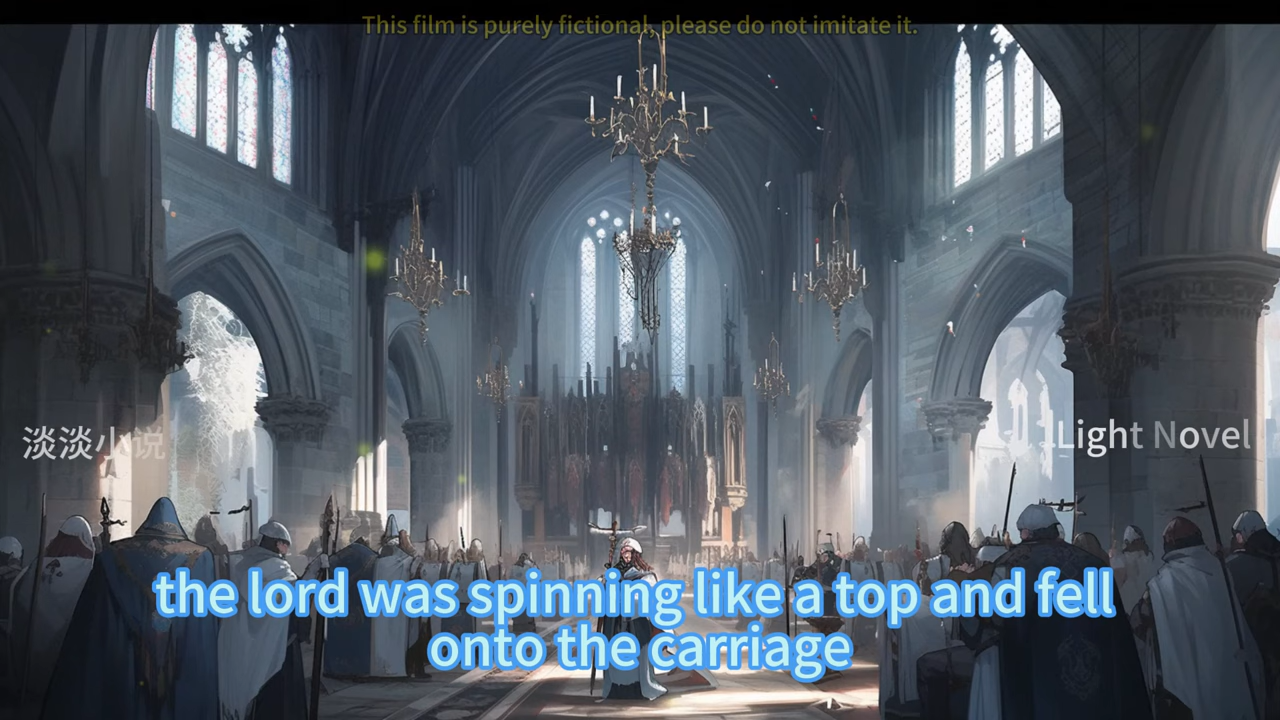 This film is purely fictional, please do not imitate it.
淡淡小说
Light Novel
the lord was spinning like a top and fell
onto the carriage